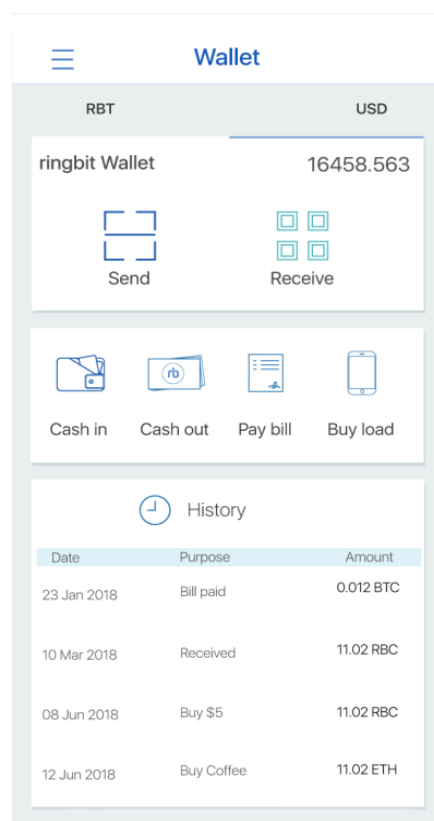 Wallet
RBT USD
ringbit Wallet 16458.563
Send Receive
rb
Cash in Cash out Pay bill Buy load
History
Date Purpose Amount
23 Jan 2018 Bill paid 0.012 BTC
10 Mar 2018 Received 11.02 RBC
08 Jun 2018 Buy $5 11.02 RBC
12 Jun 2018 Buy Coffee 11.02 ETH